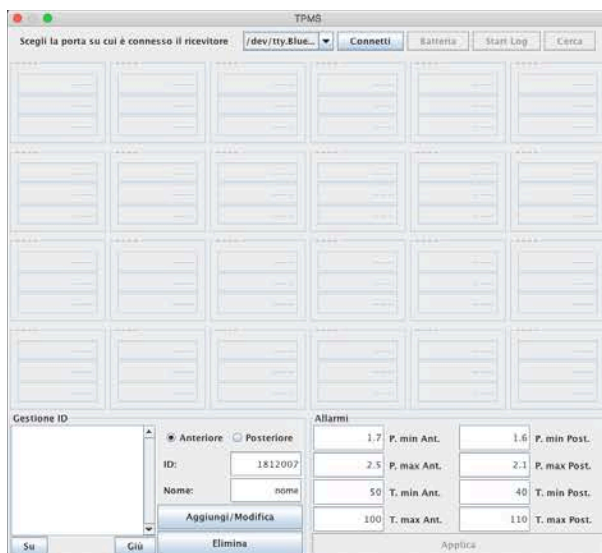 TPMS
Scegli la porta su cui è connesso il ricevitore /dev/tty.Blue... Connetti Batteria Start Log Cerca
Gestione ID
Anteriore Posteriore
ID: 1812007
Nome: nome
Aggiungi/Modifica
Su Giù Elimina
Allarmi
1.7 P. min Ant. 1.6 P. min Post.
2.5 P. max Ant. 2.1 P. max Post.
50 T. min Ant. 40 T. min Post.
100 T. max Ant. 110 T. max Post.
Applica